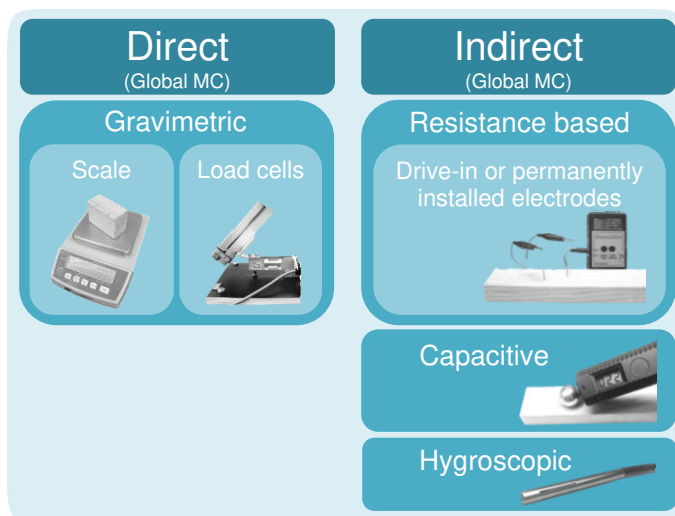 Direct
(Global MC)
Gravimetric
Scale
Load cells
Indirect
(Global MC)
Resistance based
Drive-in or permanently
installed electrodes
Capacitive
Hygroscopic